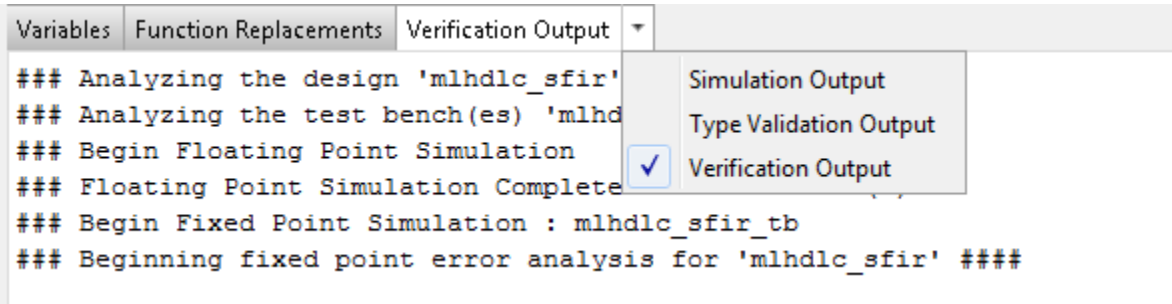 Variables Function Replacements Verification Output
Simulation Output
Type Validation Output
Verification Output
### Analyzing the design 'mlhdlc_sfir'
### Analyzing the test bench(es)
### Begin Floating Point Simulation
### Floating Point Simulation Complete
### Begin Fixed Point Simulation : mlhdlc_sfir_tb
### Beginning fixed point error analysis for 'mlhdlc_sfir' ####